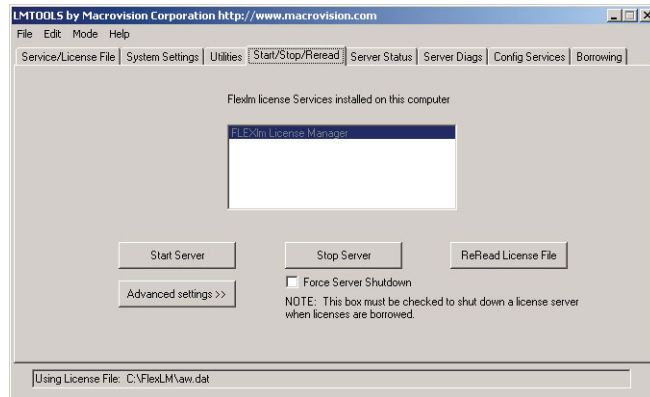 LMTOOLS by Macrovision Corporation http://www.macrovision.com
File Edit Mode Help
Service/License File System Settings Utilities Start/Stop/Reread Server Status Server Diags Config Services Borrowing
Flexlm license Services installed on this computer
FLEXlm License Manager
Start Server Stop Server ReRead License File
Force Server Shutdown
Advanced settings >>
NOTE: This box must be checked to shut down a license server
when licenses are borrowed.
Using License File: C:\FlexLM\aw.dat